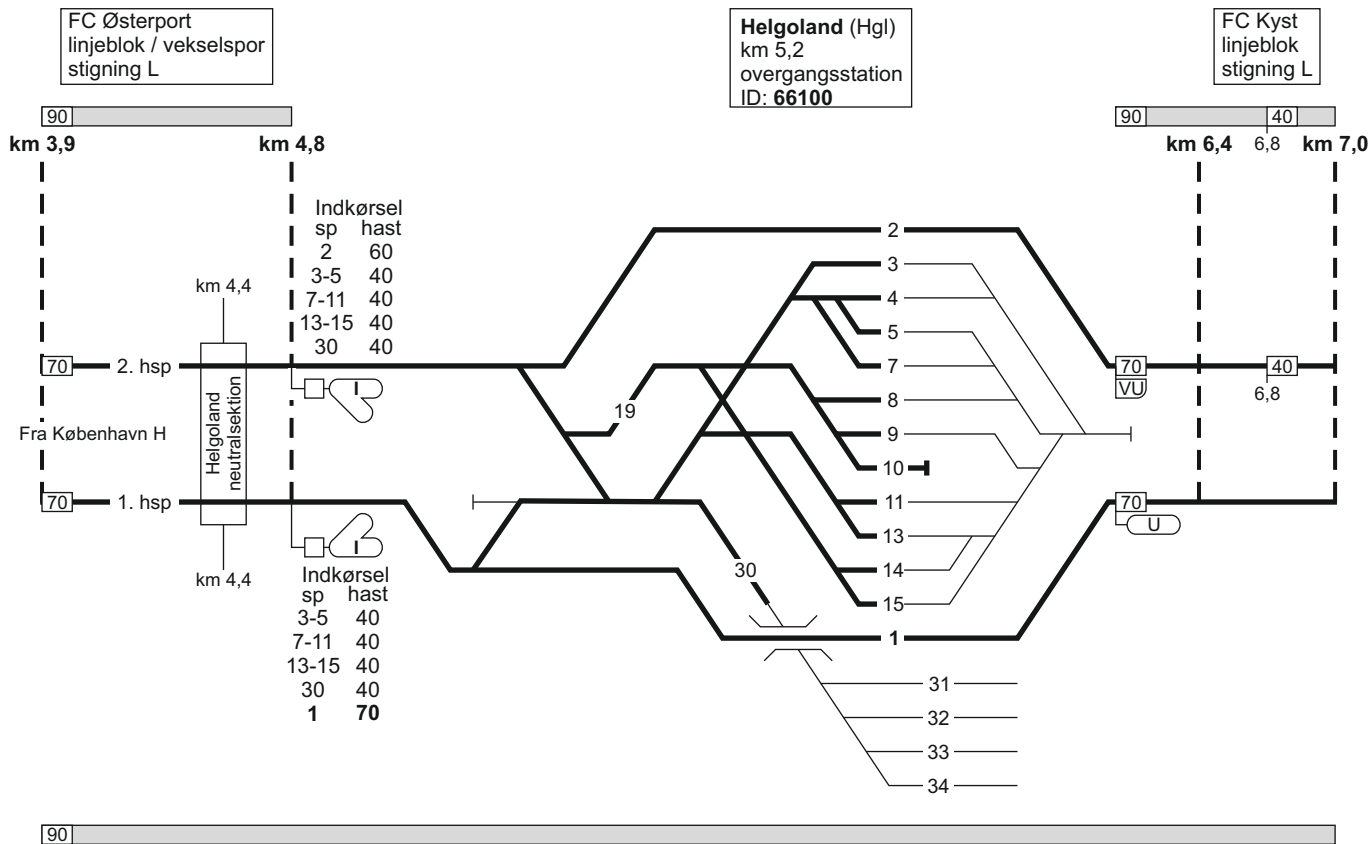 FC Østerport
linjeblok / vekselspor
stigning L
Helgoland (Hgl)
km 5,2
overgangsstation
ID: 66100
FC Kyst
linjeblok
stigning L
90
90
40
km 3,9
km 4,8
km 6,4
6,8
km 7,0
Indkørsel
sp hast
2 60
3-5 40
7-11 40
13-15 40
30 40
km 4,4
2
3
4
5
7
8
9
10
11
13
14
15
1
19
30
70
2. hsp
I
70
VU
40
6,8
Fra København H
Helgoland
neutralsektion
70
1. hsp
70
U
I
km 4,4
Indkørsel
sp hast
3-5 40
7-11 40
13-15 40
30 40
1 70
31
32
33
34
90